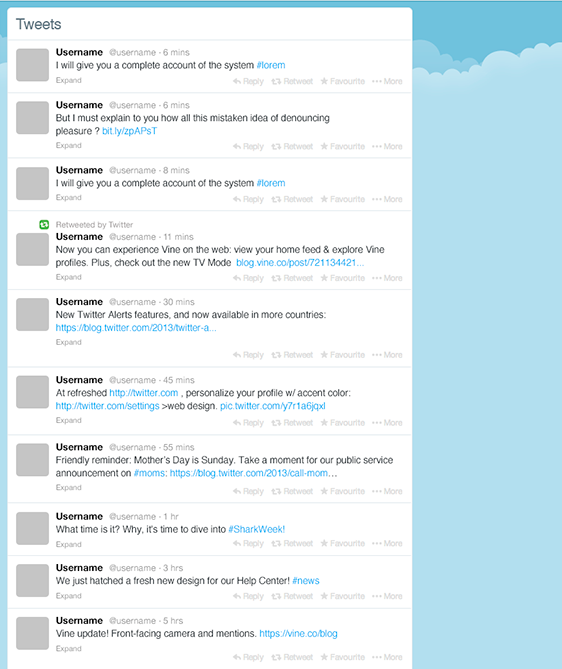 Tweets
Username @username · 6 mins
I will give you a complete account of the system #lorem
Expand Reply Retweet Favourite More
Username @username · 6 mins
But I must explain to you how all this mistaken idea of denouncing
pleasure ? bit.ly/zpAPsT
Expand Reply Retweet Favourite More
Username @username · 8 mins
I will give you a complete account of the system #lorem
Expand Reply Retweet Favourite More
Retweeted by Twitter
Username @username · 11 mins
Now you can experience Vine on the web: view your home feed & explore Vine
profiles. Plus, check out the new TV Mode blog.vine.co/post/721134421...
Expand Reply Retweet Favourite More
Username @username · 30 mins
New Twitter Alerts features, and now available in more countries:
https://blog.twitter.com/2013/twitter-a...
Expand
Reply Retweet Favourite More
Username @username · 45 mins
At refreshed http://twitter.com , personalize your profile w/ accent color:
http://twitter.com/settings >web design. pic.twitter.com/y7r1a6jqxl
Expand Reply Retweet Favourite More
Username @username · 55 mins
Friendly reminder: Mother's Day is Sunday. Take a moment for our public service
announcement on #moms: https://blog.twitter.com/2013/call-mom...
Expand Reply Retweet Favourite More
Username @username · 1 hr
What time is it? Why, it's time to dive into #SharkWeek!
Expand Reply Retweet Favourite More
Username @username · 3 hrs
We just hatched a fresh new design for our Help Center! #news
Expand Reply Retweet Favourite More
Username @username · 5 hrs
Vine update! Front-facing camera and mentions. https://vine.co/blog
Expand Reply Retweet Favourite More